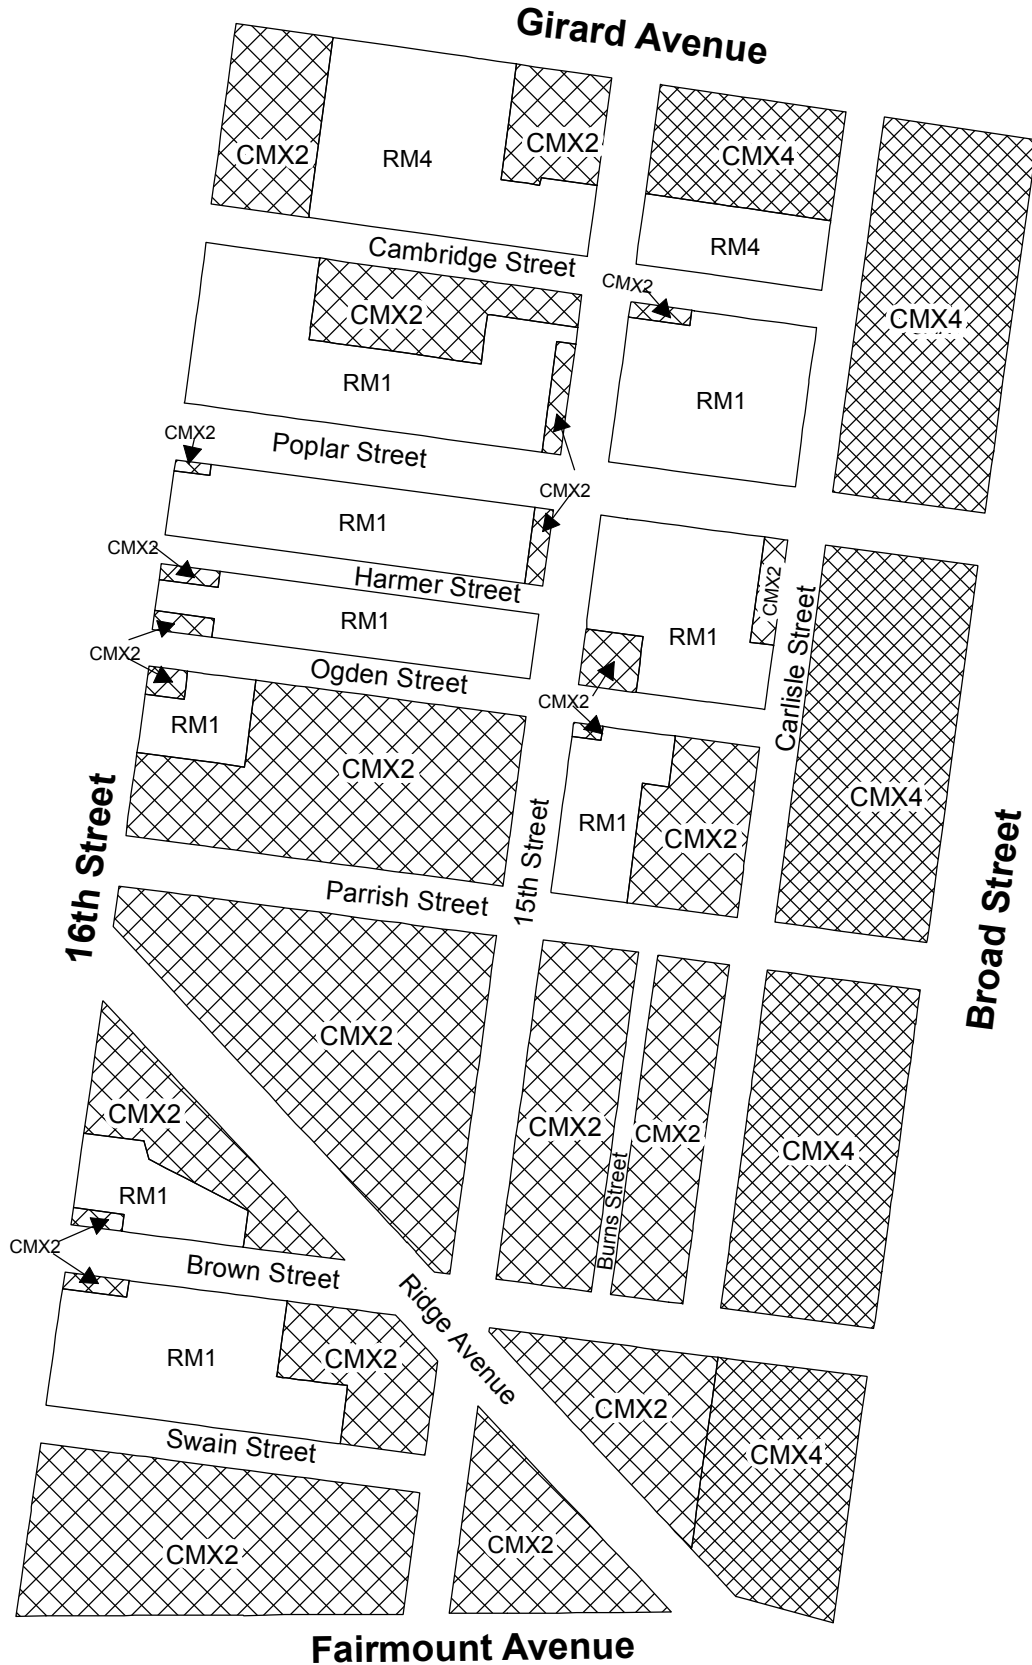 Girard Avenue
CMX2
RM4
CMX2
CMX4
RM4
CMX4
Cambridge Street
CMX2
CMX2
RM1
RM1
CMX2
Poplar Street
CMX2
RM1
CMX2
Harmer Street
CMX2
RM1
RM1
Carlisle Street
CMX2
Ogden Street
CMX2
RM1
CMX2
CMX4
16th Street
15th Street
RM1
CMX2
Broad Street
Parrish Street
CMX2
CMX2
CMX2
CMX2
CMX4
Burns Street
RM1
CMX2
Brown Street
Ridge Avenue
RM1
CMX2
CMX2
CMX4
Swain Street
CMX2
CMX2
Fairmount Avenue